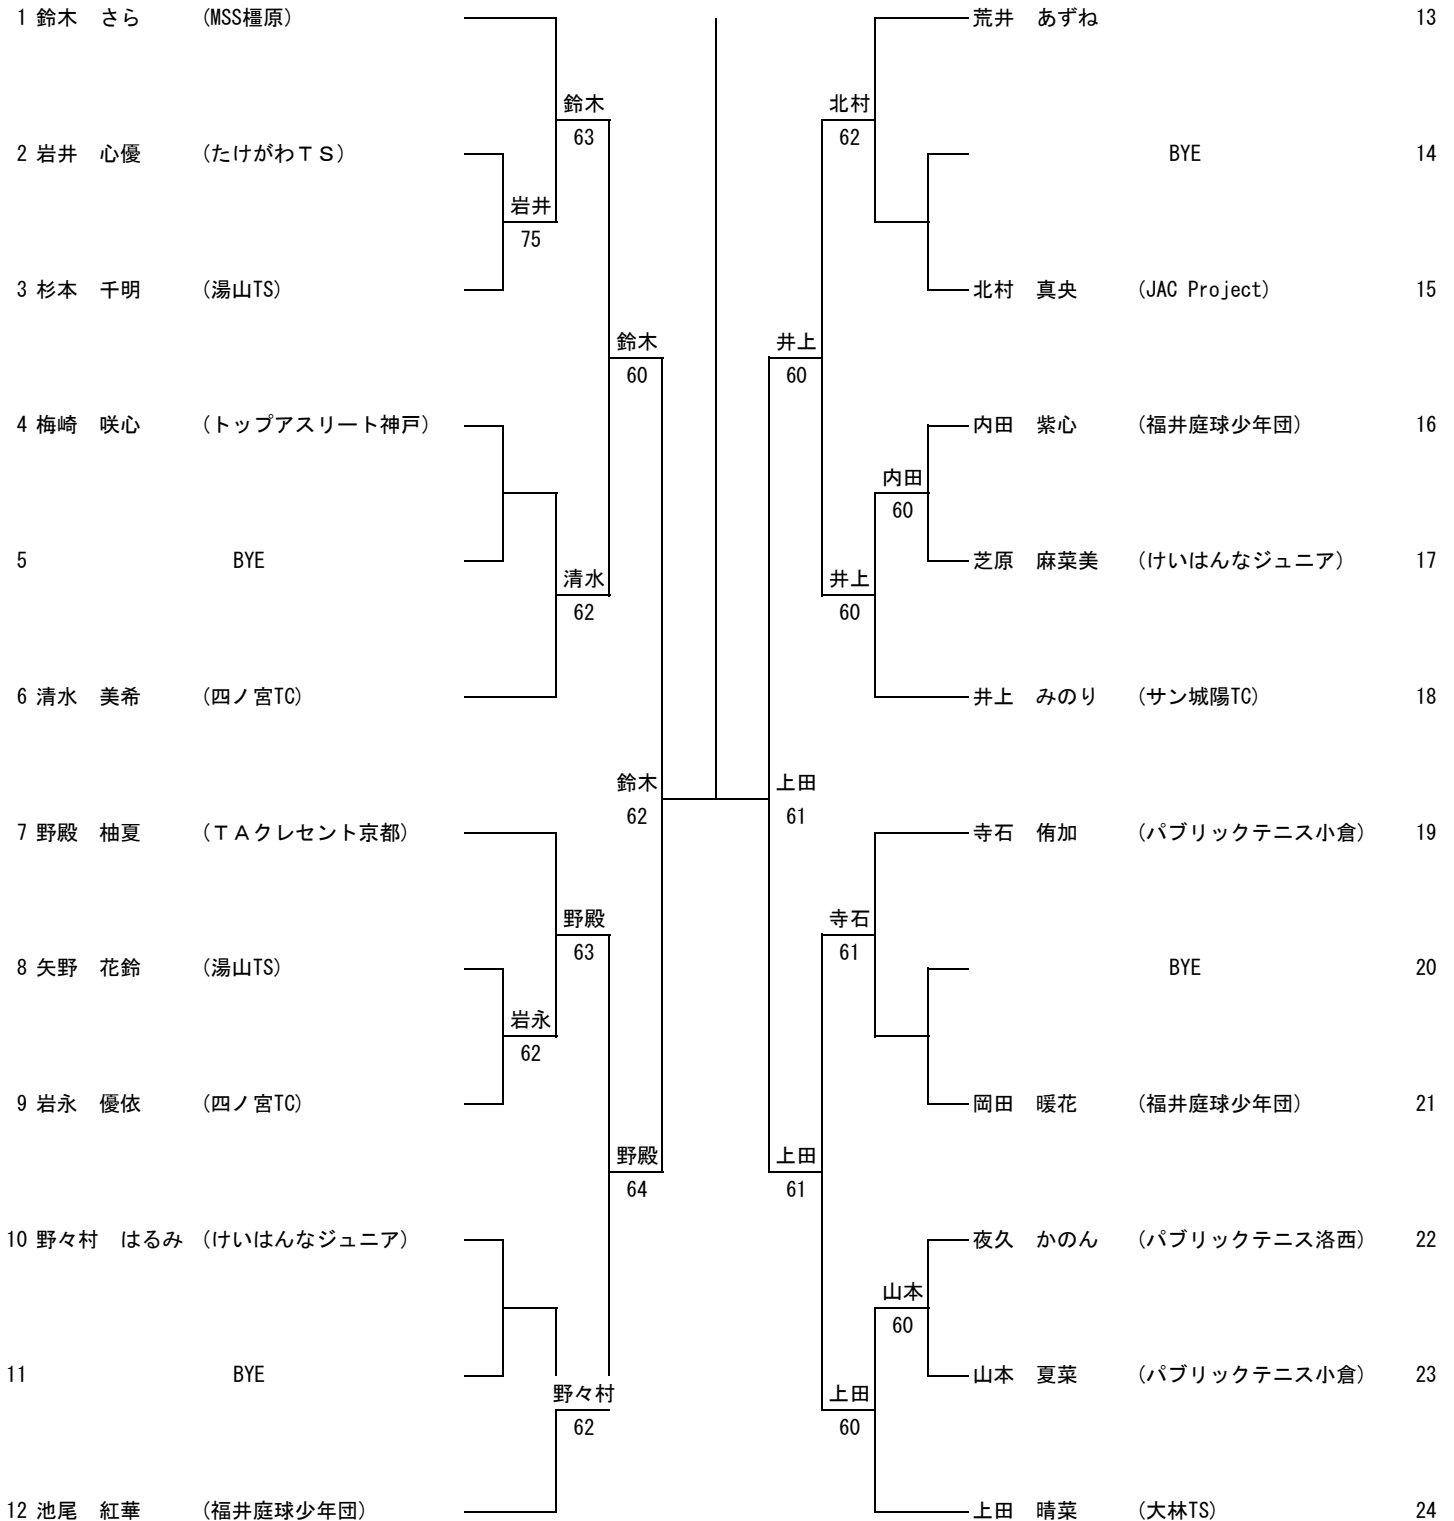 1 鈴木　さら　(MSS橿原)
荒井　あずね　13
鈴木
63
北村
62
2 岩井　心優　(たけがわＴＳ)
BYE　14
岩井
75
3 杉本　千明　(湯山TS)
北村　真央　(JAC Project)　15
鈴木
60
井上
60
4 梅崎　咲心　(トップアスリート神戸)
内田　紫心　(福井庭球少年団)　16
内田
60
5　BYE
芝原　麻菜美　(けいはんなジュニア)　17
清水
62
井上
60
6 清水　美希　(四ノ宮TC)
井上　みのり　(サン城陽TC)　18
鈴木
62
上田
61
7 野殿　柚夏　(ＴＡクレセント京都)
寺石　侑加　(パブリックテニス小倉)　19
野殿
63
寺石
61
8 矢野　花鈴　(湯山TS)
BYE　20
岩永
62
9 岩永　優依　(四ノ宮TC)
岡田　暖花　(福井庭球少年団)　21
野殿
64
上田
61
10 野々村　はるみ　(けいはんなジュニア)
夜久　かのん　(パブリックテニス洛西)　22
山本
60
11　BYE
山本　夏菜　(パブリックテニス小倉)　23
野々村
62
上田
60
12 池尾　紅華　(福井庭球少年団)
上田　晴菜　(大林TS)　24